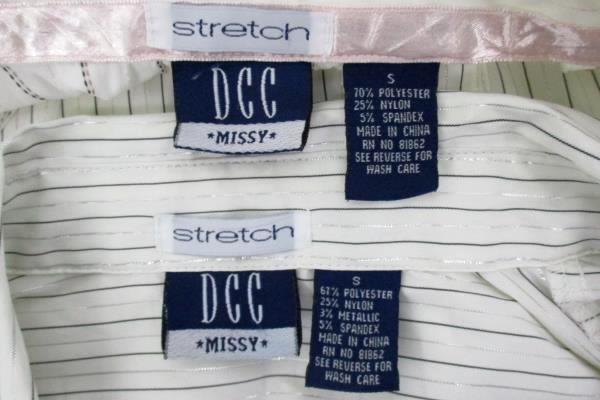 stretch
DCC
*MISSY*
S
70% POLYESTER
25% NYLON
5% SPANDEX
MADE IN CHINA
RN NO 81862
SEE REVERSE FOR
WASH CARE
stretch
DCC
*MISSY*
S
67% POLYESTER
25% NYLON
3% METALLIC
5% SPANDEX
MADE IN CHINA
RN NO 81862
SEE REVERSE FOR
WASH CARE